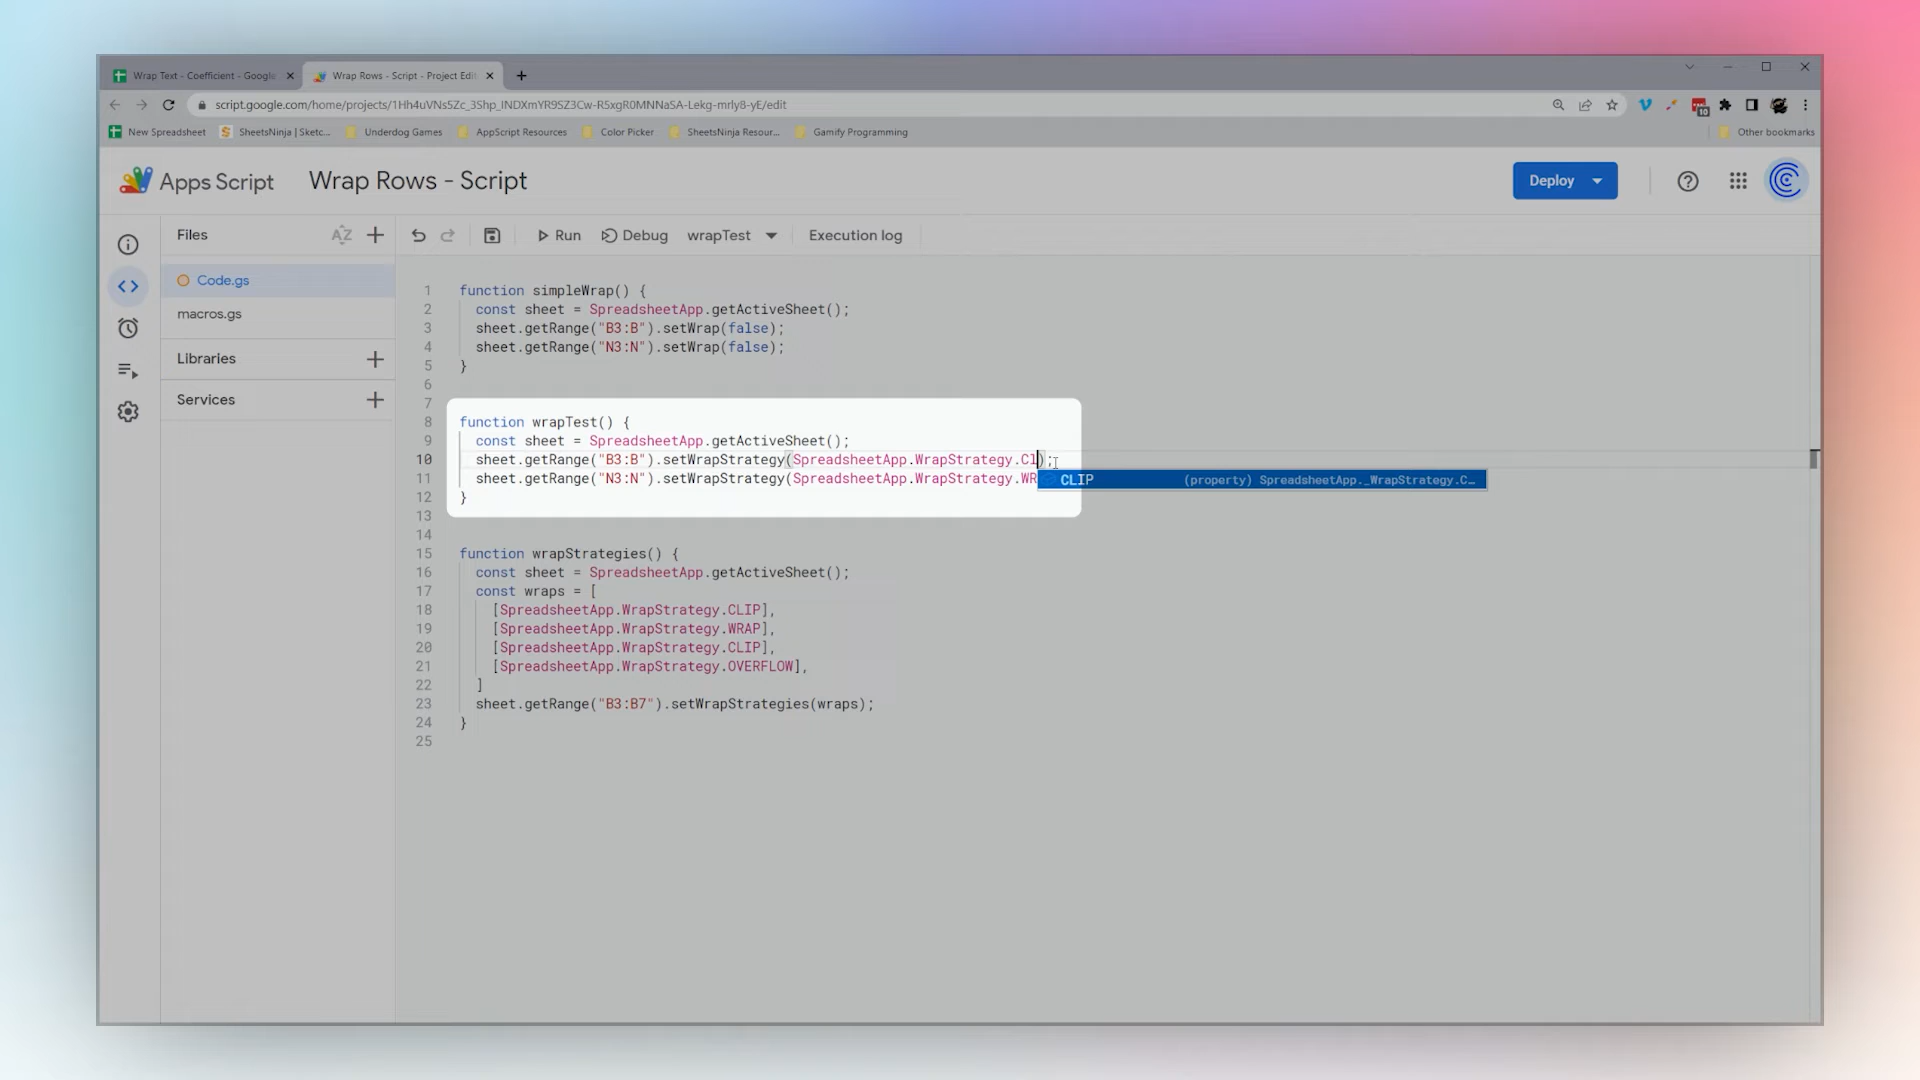 Wrap Text - Coefficient - Google
Wrap Rows - Script - Project Edit
script.google.com/home/projects/1Hh4uVNs5Zc_3Shp_INDXmYR9SZ3Cw-R5xgR0MNNaSA-Lekg-mrly8-yE/edit
10
New Spreadsheet
SheetsNinja | Sketc...
Underdog Games
AppScript Resources
Color Picker
SheetsNinja Resour...
Gamify Programming
Other bookmarks
Apps Script
Wrap Rows - Script
Deploy
Files
AZ
Run
Debug
wrapTest
Execution log
Code.gs
macros.gs
Libraries
Services
1 function simpleWrap() {
2 const sheet = SpreadsheetApp.getActiveSheet();
3 sheet.getRange("B3:B").setWrap(false);
4 sheet.getRange("N3:N").setWrap(false);
5 }
6
7
8 function wrapTest() {
9 const sheet = SpreadsheetApp.getActiveSheet();
10 sheet.getRange("B3:B").setWrapStrategy(SpreadsheetApp.WrapStrategy.Cl);
11 sheet.getRange("N3:N").setWrapStrategy(SpreadsheetApp.WrapStrategy.WR
CLIP (property) SpreadsheetApp._WrapStrategy.C…
12 }
13
14
15 function wrapStrategies() {
16 const sheet = SpreadsheetApp.getActiveSheet();
17 const wraps = [
18 [SpreadsheetApp.WrapStrategy.CLIP],
19 [SpreadsheetApp.WrapStrategy.WRAP],
20 [SpreadsheetApp.WrapStrategy.CLIP],
21 [SpreadsheetApp.WrapStrategy.OVERFLOW],
22 ]
23 sheet.getRange("B3:B7").setWrapStrategies(wraps);
24 }
25